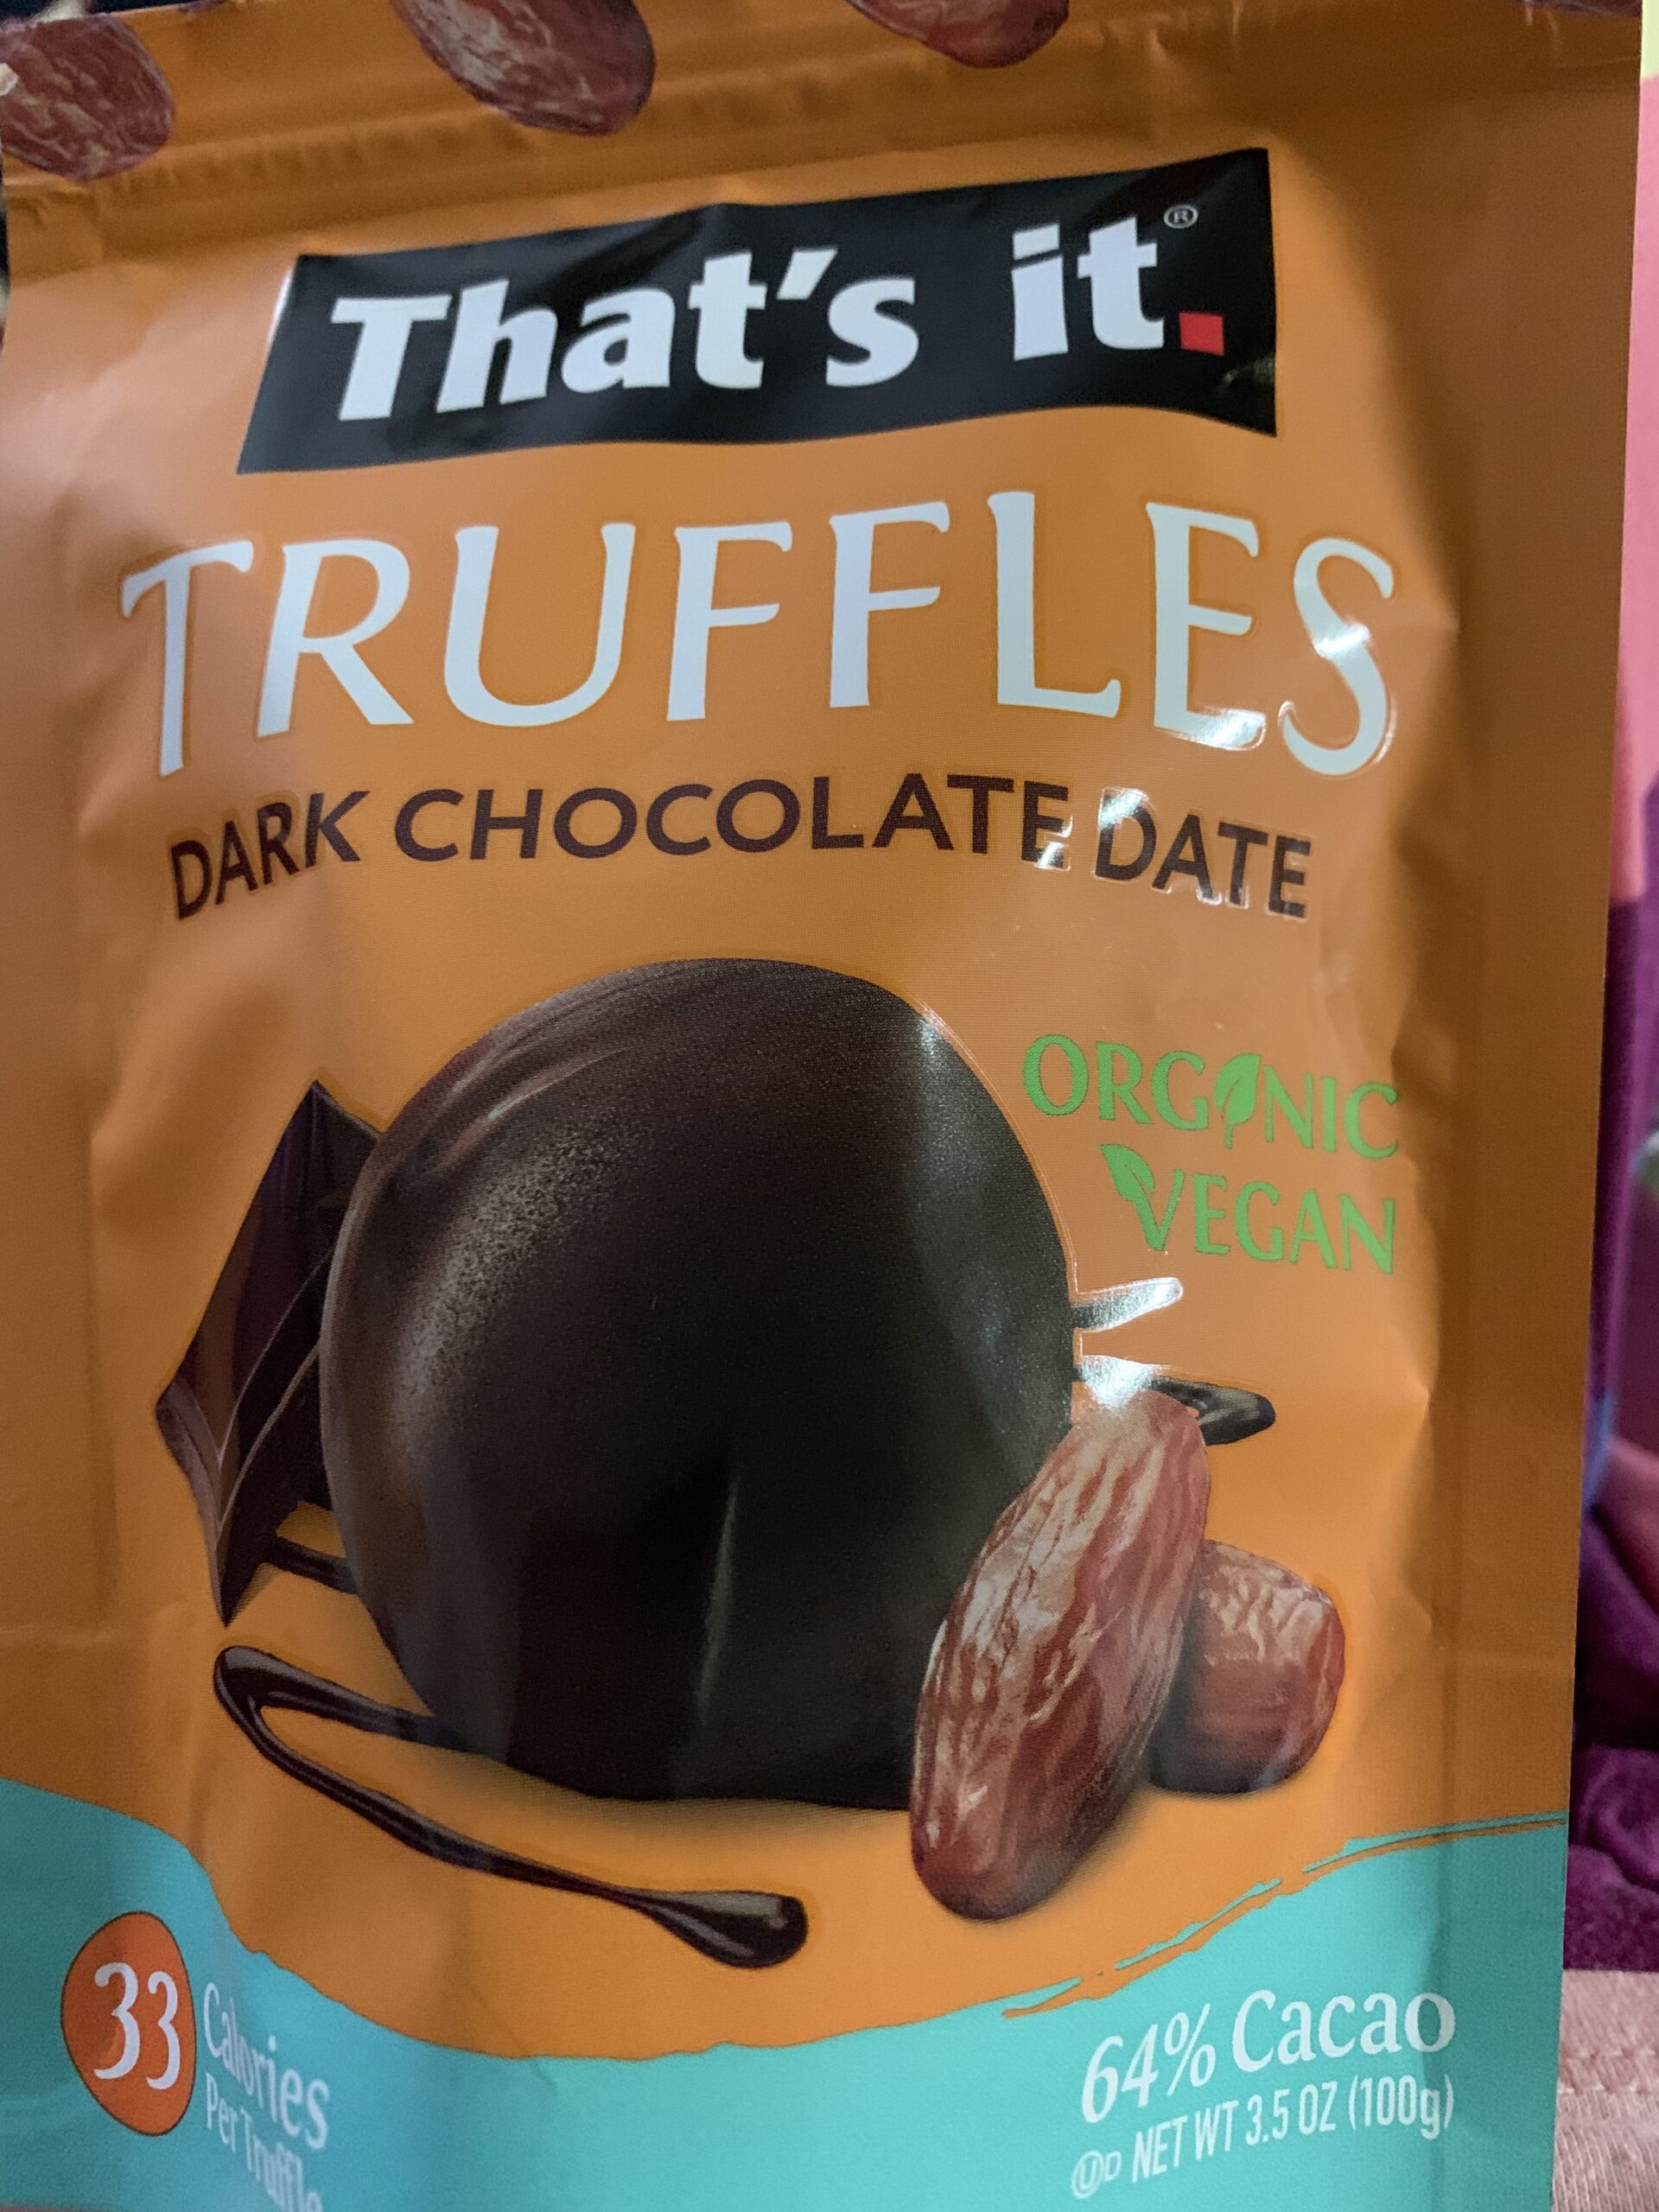 That's it.®
TRUFFLES
DARK CHOCOLATE DATE
ORGANIC
VEGAN
33 Calories
Per Truffle
64% Cacao
ⓊD NET WT 3.5 OZ (100g)